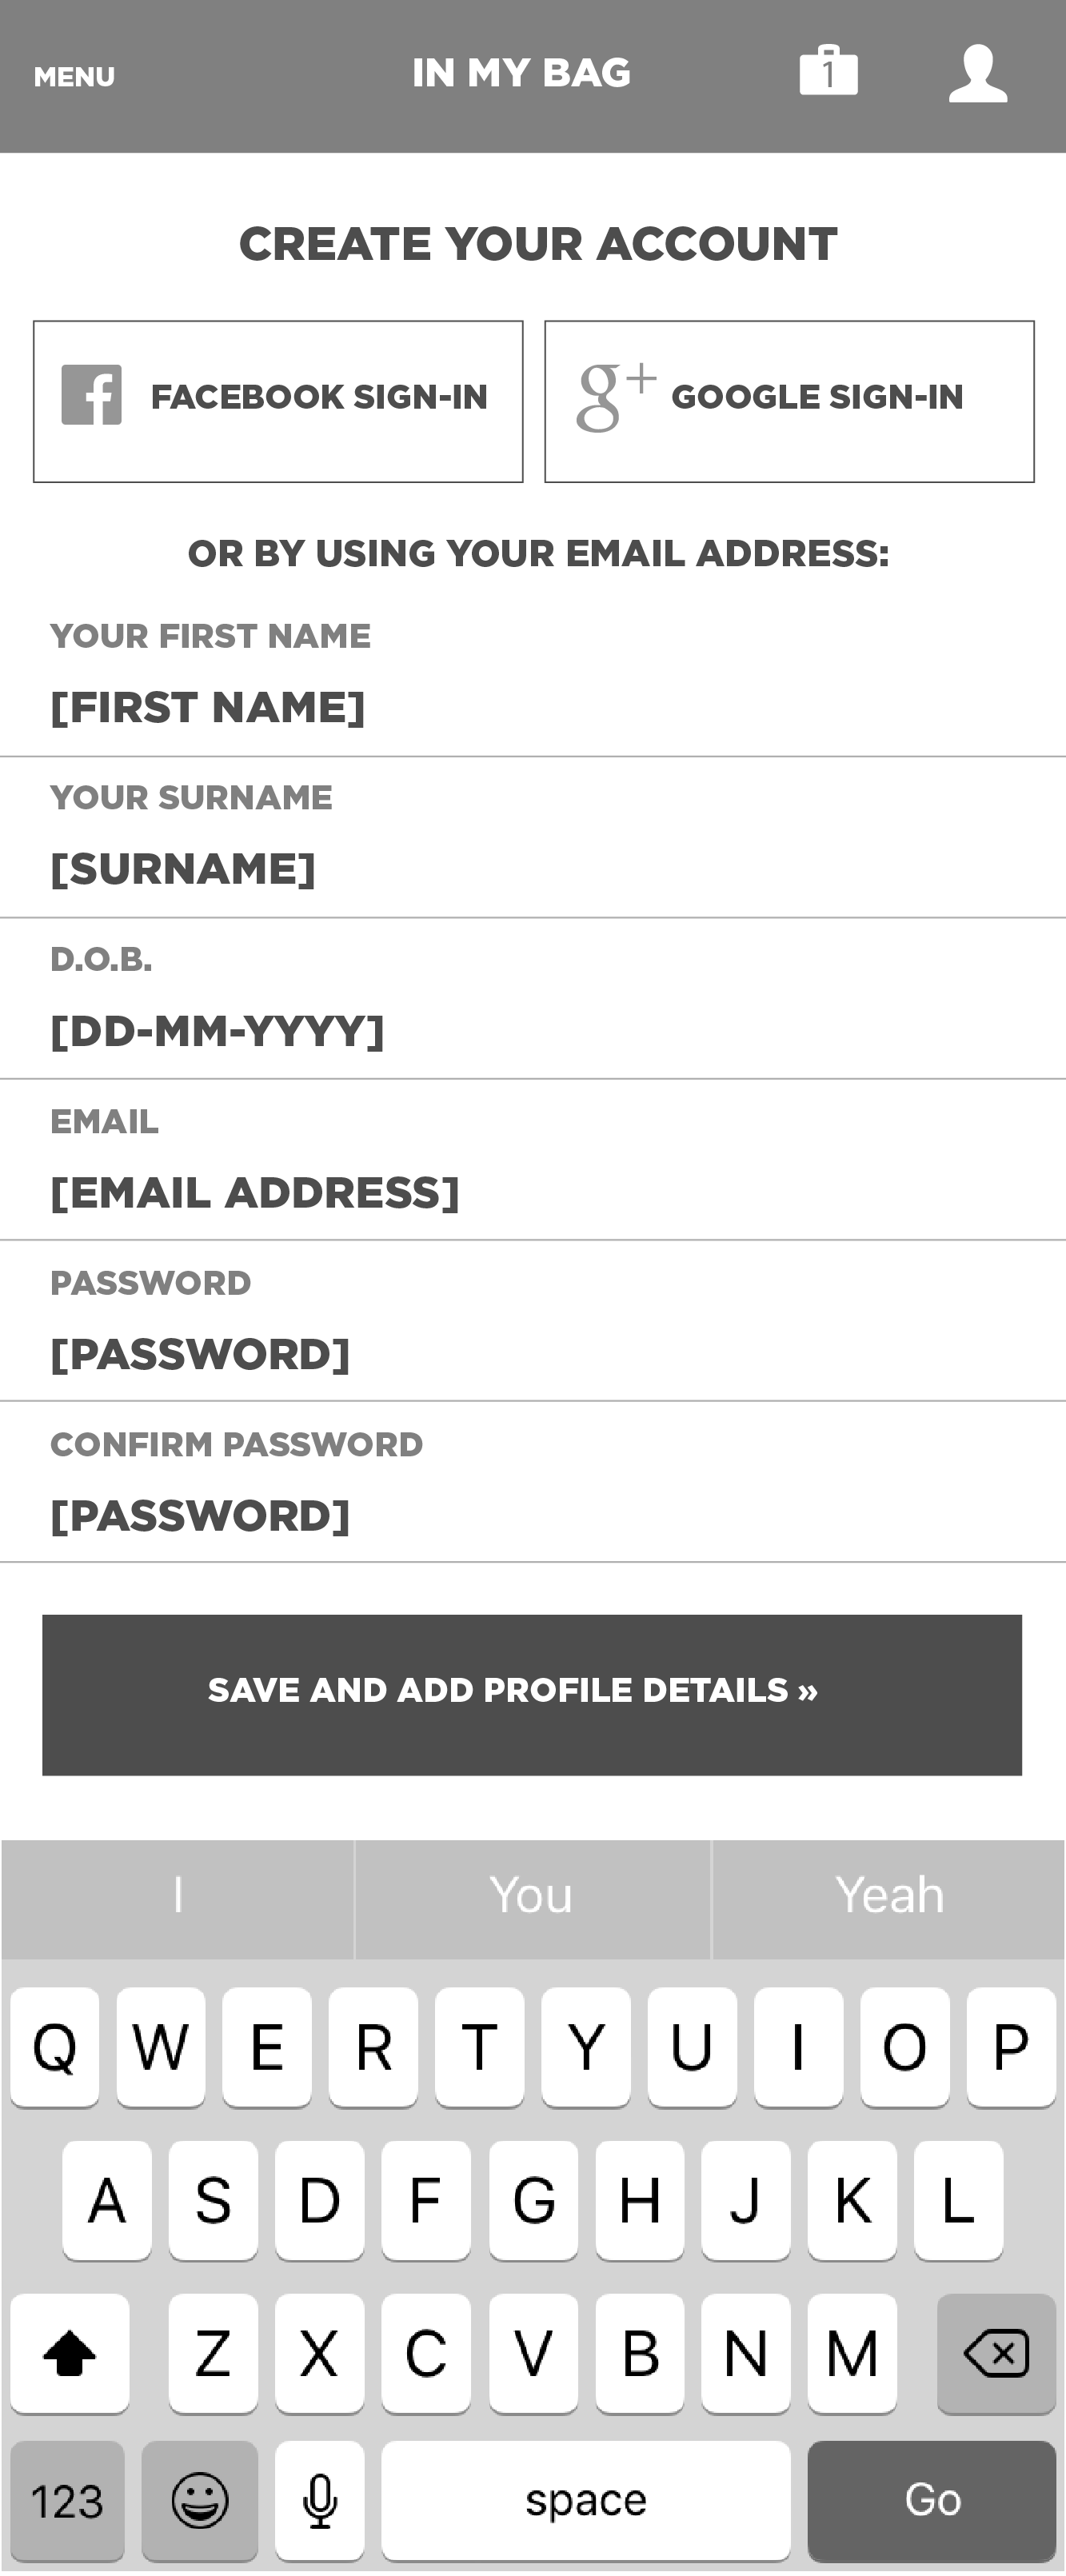 MENU IN MY BAG 1
CREATE YOUR ACCOUNT
f FACEBOOK SIGN-IN g+ GOOGLE SIGN-IN
OR BY USING YOUR EMAIL ADDRESS:
YOUR FIRST NAME
[FIRST NAME]
YOUR SURNAME
[SURNAME]
D.O.B.
[DD-MM-YYYY]
EMAIL
[EMAIL ADDRESS]
PASSWORD
[PASSWORD]
CONFIRM PASSWORD
[PASSWORD]
SAVE AND ADD PROFILE DETAILS »
I You Yeah
Q W E R T Y U I O P
A S D F G H J K L
Z X C V B N M
123 space Go